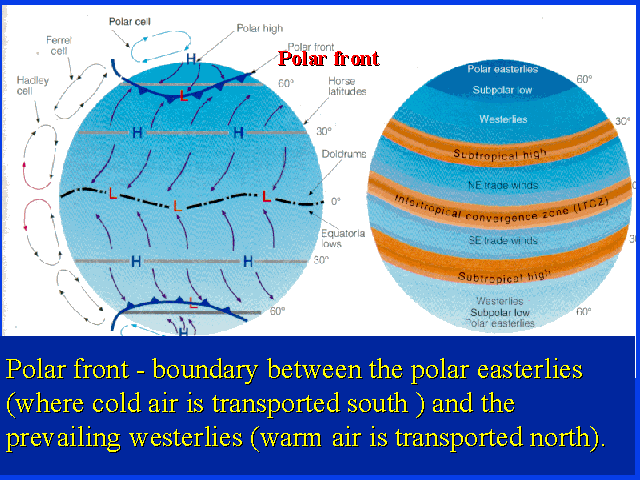 Polar cell
Polar high
Ferrel
cell
Polar front
Polar front
Hadley
cell
H
L
60°
Horse
latitudes
H
H
30°
Doldrums
L
L
L
0°
Equatoria
lows
H
H
30°
L
60°
H
Polar easterlies
60°
Subpolar low
Westerlies
30°
Subtropical high
NE trade winds
0
Intertropical convergence zone (ITCZ)
SE trade winds
3
Subtropical high
Westerlies
60°
Subpolar low
Polar easterlies
Polar front - boundary between the polar easterlies
(where cold air is transported south ) and the
prevailing westerlies (warm air is transported north).